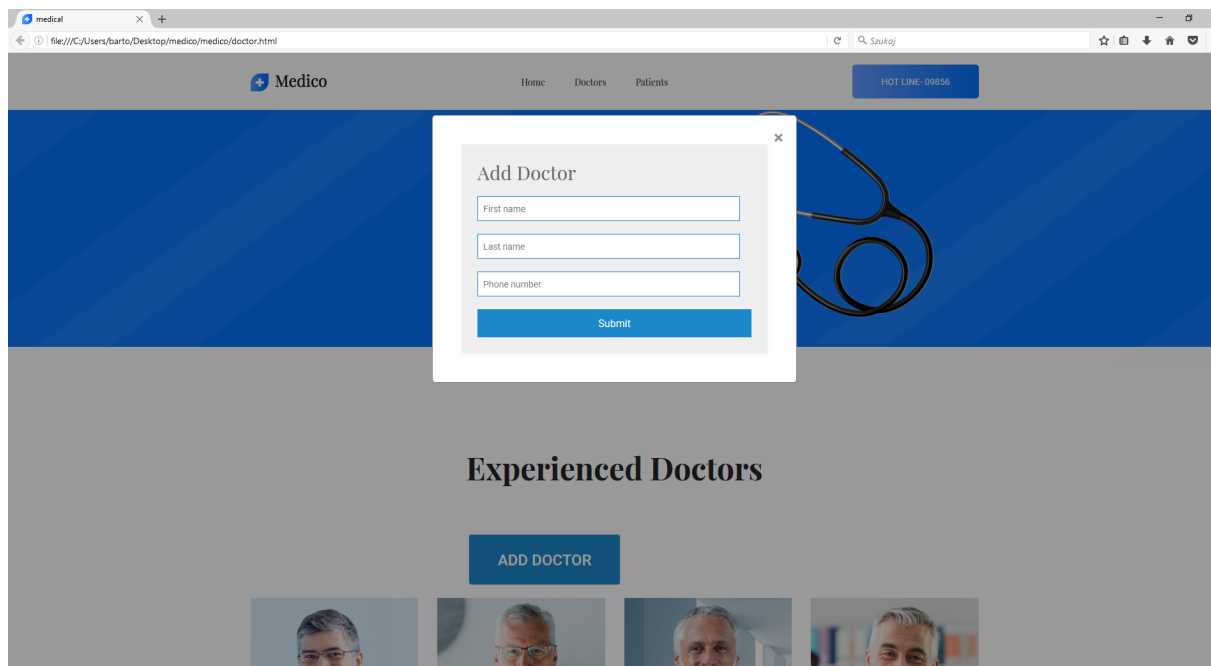 medical
file:///C:/Users/barto/Desktop/medico/medico/doctor.html
Szukaj
Medico
Home Doctors Patients
HOT LINE- 09856
×
Add Doctor
First name
Last name
Phone number
Submit
Experienced Doctors
ADD DOCTOR